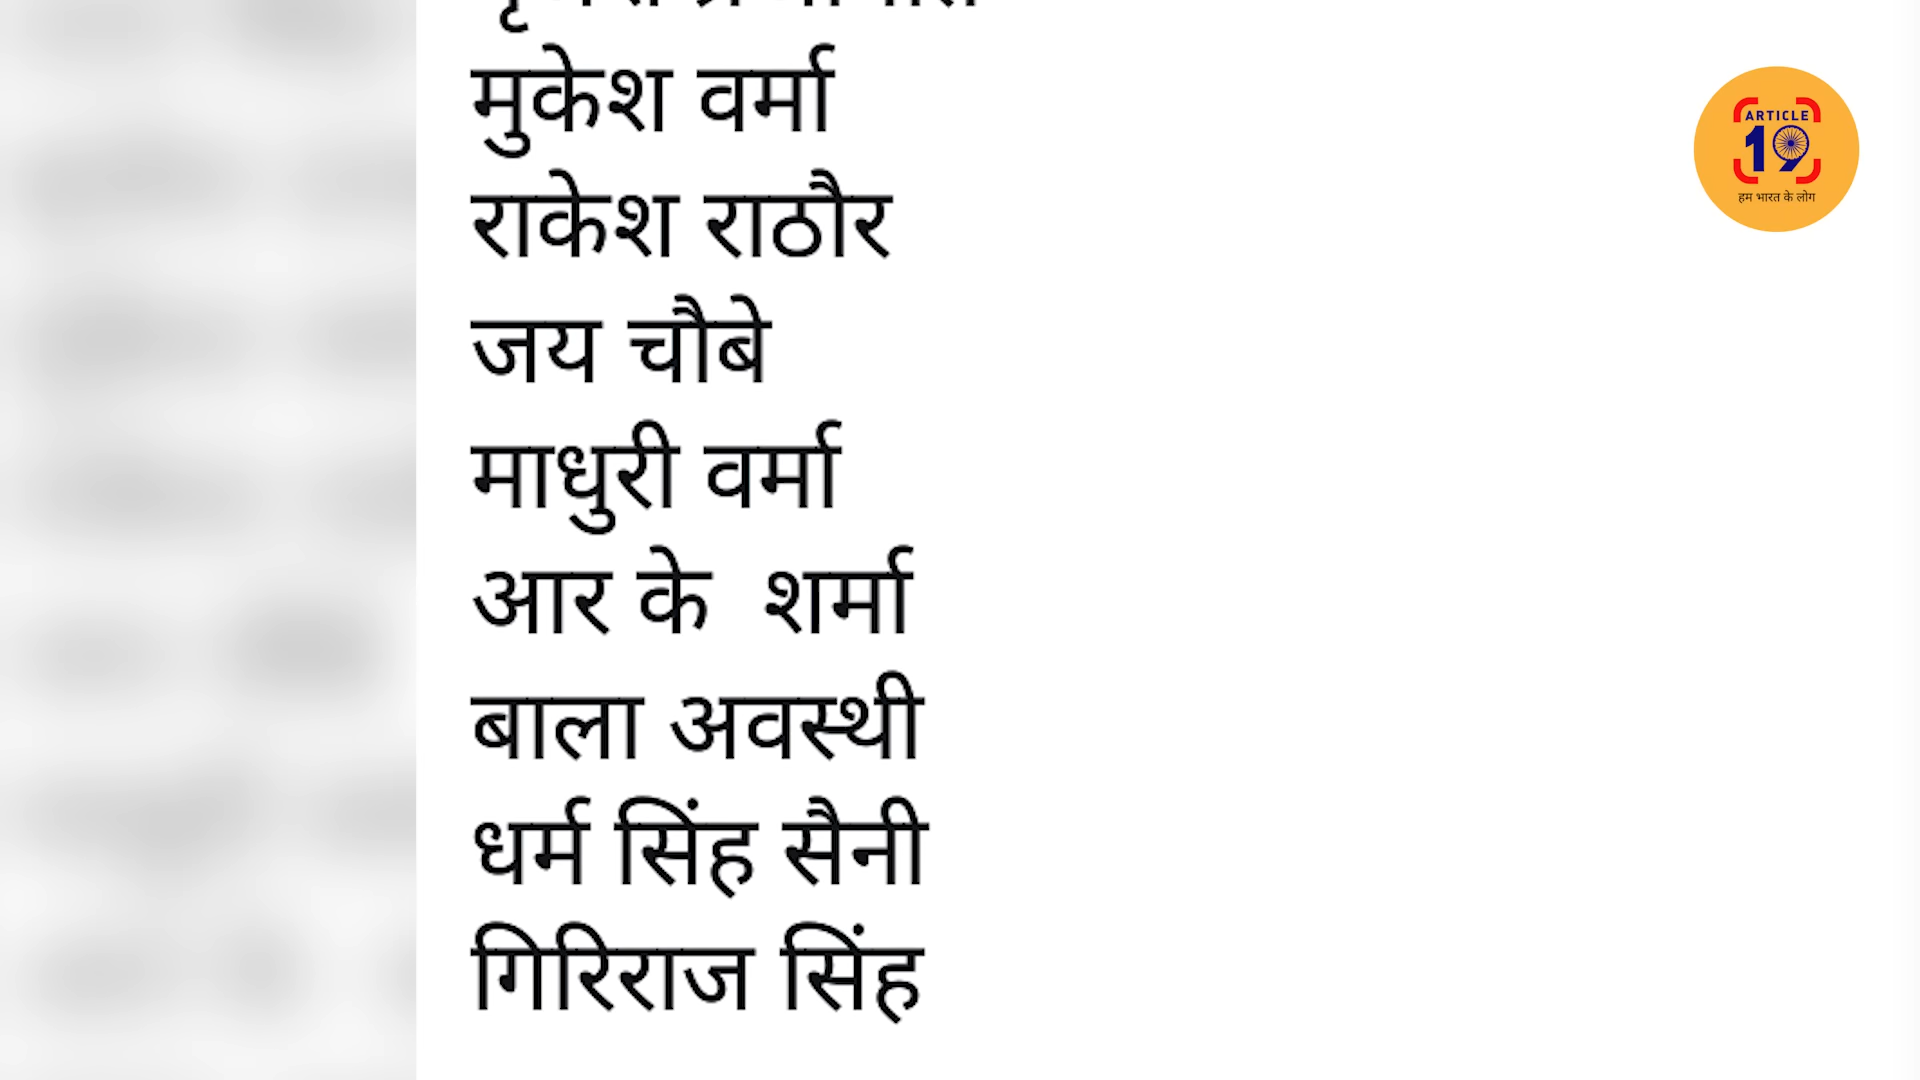 मुकेश वर्मा
राकेश राठौर
जय चौबे
माधुरी वर्मा
आर के शर्मा
बाला अवस्थी
धर्म सिंह सैनी
गिरिराज सिंह
ARTICLE
19
हम भारत के लोग